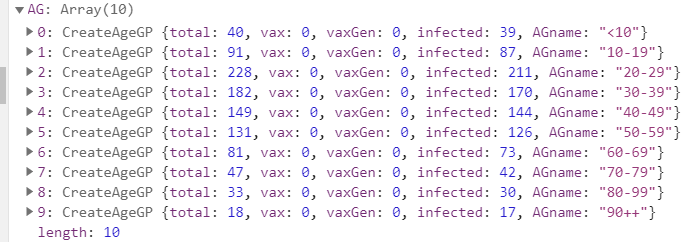 ▼AG: Array(10)
▶0: CreateAgeGP {total: 40, vax: 0, vaxGen: 0, infected: 39, AGname: "<10"}
▶1: CreateAgeGP {total: 91, vax: 0, vaxGen: 0, infected: 87, AGname: "10-19"}
▶2: CreateAgeGP {total: 228, vax: 0, vaxGen: 0, infected: 211, AGname: "20-29"}
▶3: CreateAgeGP {total: 182, vax: 0, vaxGen: 0, infected: 170, AGname: "30-39"}
▶4: CreateAgeGP {total: 149, vax: 0, vaxGen: 0, infected: 144, AGname: "40-49"}
▶5: CreateAgeGP {total: 131, vax: 0, vaxGen: 0, infected: 126, AGname: "50-59"}
▶6: CreateAgeGP {total: 81, vax: 0, vaxGen: 0, infected: 73, AGname: "60-69"}
▶7: CreateAgeGP {total: 47, vax: 0, vaxGen: 0, infected: 42, AGname: "70-79"}
▶8: CreateAgeGP {total: 33, vax: 0, vaxGen: 0, infected: 30, AGname: "80-99"}
▶9: CreateAgeGP {total: 18, vax: 0, vaxGen: 0, infected: 17, AGname: "90++"}
length: 10